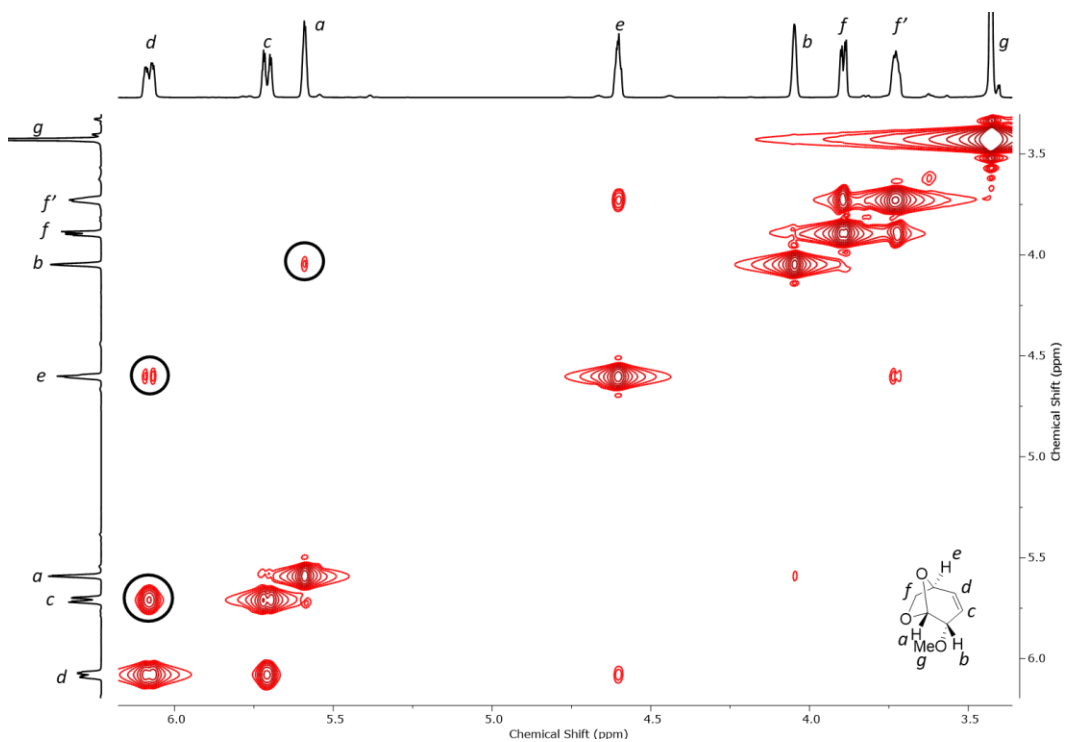 d c a e b f f’ g
g
f’
f
b
e
a
c
d
3.5
4.0
4.5
5.0
5.5
6.0
Chemical Shift (ppm)
6.0 5.5 5.0 4.5 4.0 3.5
Chemical Shift (ppm)
H e
O
f d
O c
H
a MeO H
g b